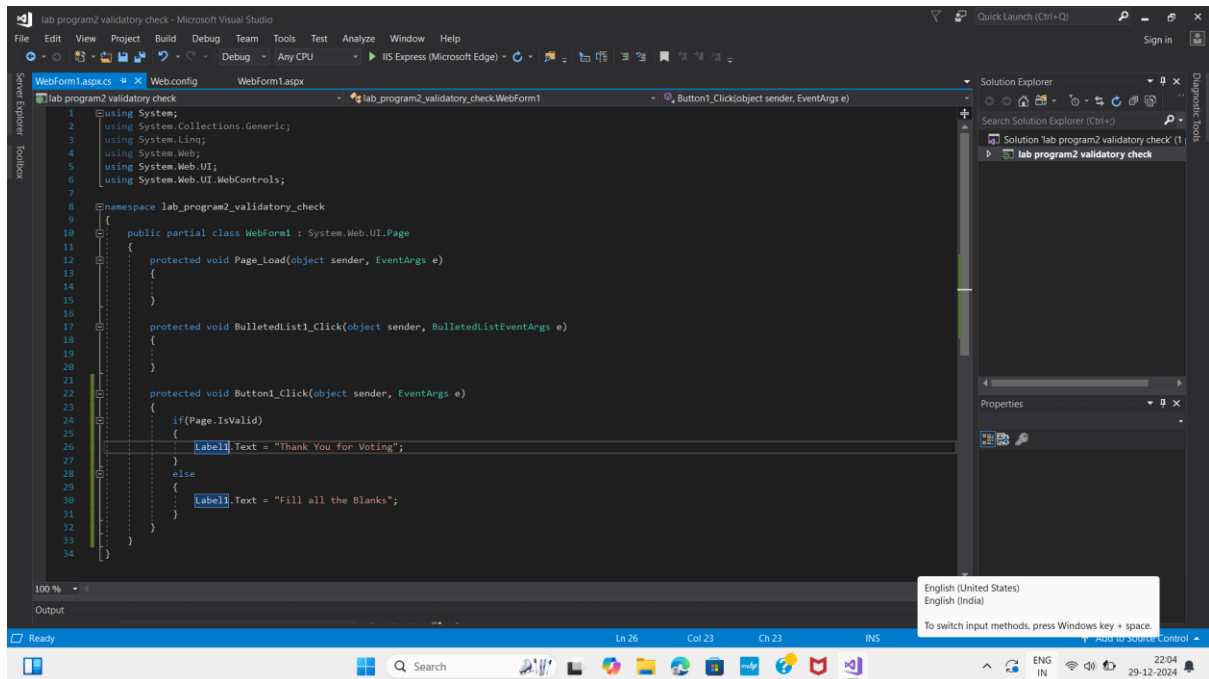 lab program2 validatory check - Microsoft Visual Studio
Quick Launch (Ctrl+Q)
File Edit View Project Build Debug Team Tools Test Analyze Window Help
Sign in
Debug Any CPU IIS Express (Microsoft Edge)
Server Explorer
Toolbox
WebForm1.aspx.cs Web.config WebForm1.aspx
lab program2 validatory check lab_program2_validatory_check.WebForm1 Button1_Click(object sender, EventArgs e)
1 using System;
2 using System.Collections.Generic;
3 using System.Linq;
4 using System.Web;
5 using System.Web.UI;
6 using System.Web.UI.WebControls;
7
8 namespace lab_program2_validatory_check
9 {
10 public partial class WebForm1 : System.Web.UI.Page
11 {
12 protected void Page_Load(object sender, EventArgs e)
13 {
14
15 }
16
17 protected void BulletedList1_Click(object sender, BulletedListEventArgs e)
18 {
19
20 }
21
22 protected void Button1_Click(object sender, EventArgs e)
23 {
24 if(Page.IsValid)
25 {
26 Label1.Text = "Thank You for Voting";
27 }
28 else
29 {
30 Label1.Text = "Fill all the Blanks";
31 }
32 }
33 }
34 }
100 %
Output
Solution Explorer
Search Solution Explorer (Ctrl+;)
Solution 'lab program2 validatory check' (1
lab program2 validatory check
Properties
Diagnostic Tools
English (United States)
English (India)
To switch input methods, press Windows key + space.
Ready Ln 26 Col 23 Ch 23 INS Add to Source Control
Search
ENG
IN
22:04
29-12-2024